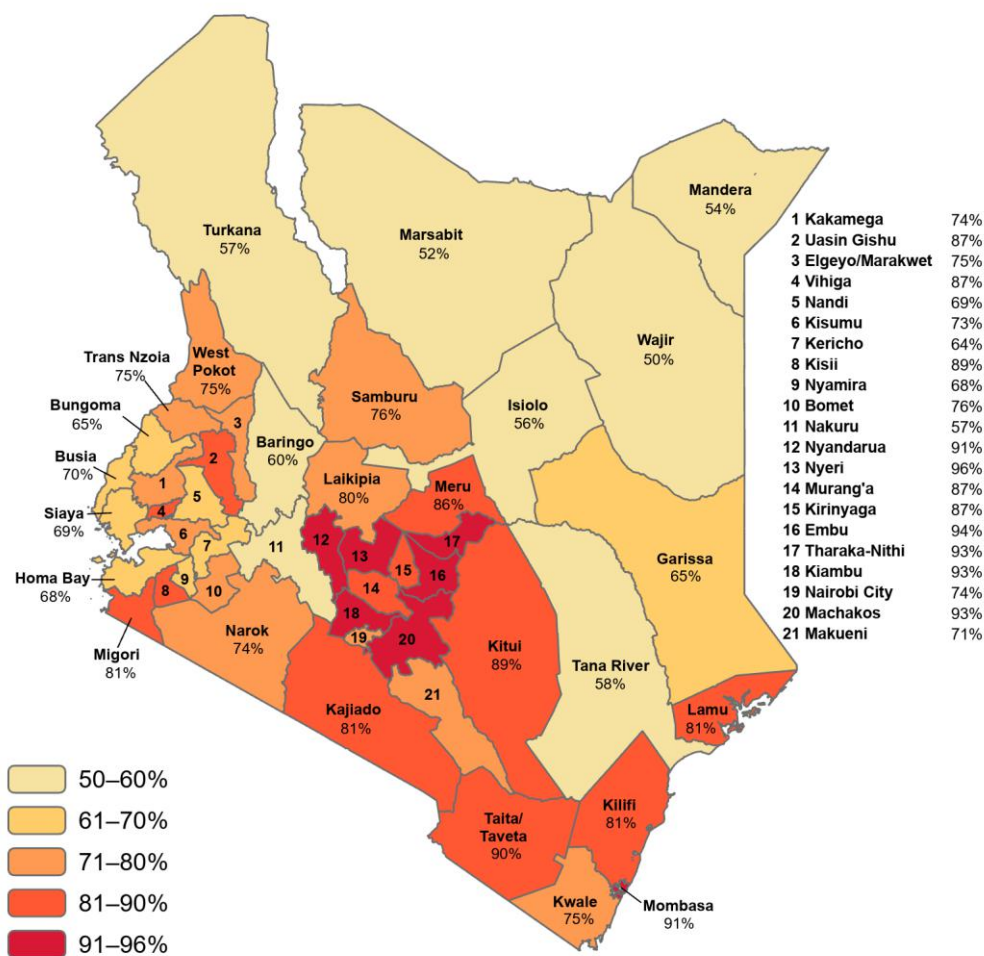 Mandera
54%
Turkana
57%
Marsabit
52%
Wajir
50%
Trans Nzoia
75%
West
Pokot
75%
Samburu
76%
Isiolo
56%
Bungoma
65%
3
Baringo
60%
2
Busia
70%
1
Laikipia
80%
Meru
86%
5
Siaya
69%
4
6
7
11
12
13
17
15
16
14
Garissa
65%
Homa Bay
68%
8
9
10
18
19
20
Narok
74%
Kitui
89%
Migori
81%
Tana River
58%
21
Kajiado
81%
Lamu
81%
Kilifi
81%
Taita/
Taveta
90%
Kwale
75%
Mombasa
91%
1 Kakamega 74%
2 Uasin Gishu 87%
3 Elgeyo/Marakwet 75%
4 Vihiga 87%
5 Nandi 69%
6 Kisumu 73%
7 Kericho 64%
8 Kisii 89%
9 Nyamira 68%
10 Bomet 76%
11 Nakuru 57%
12 Nyandarua 91%
13 Nyeri 96%
14 Murang'a 87%
15 Kirinyaga 87%
16 Embu 94%
17 Tharaka-Nithi 93%
18 Kiambu 93%
19 Nairobi City 74%
20 Machakos 93%
21 Makueni 71%
50–60%
61–70%
71–80%
81–90%
91–96%